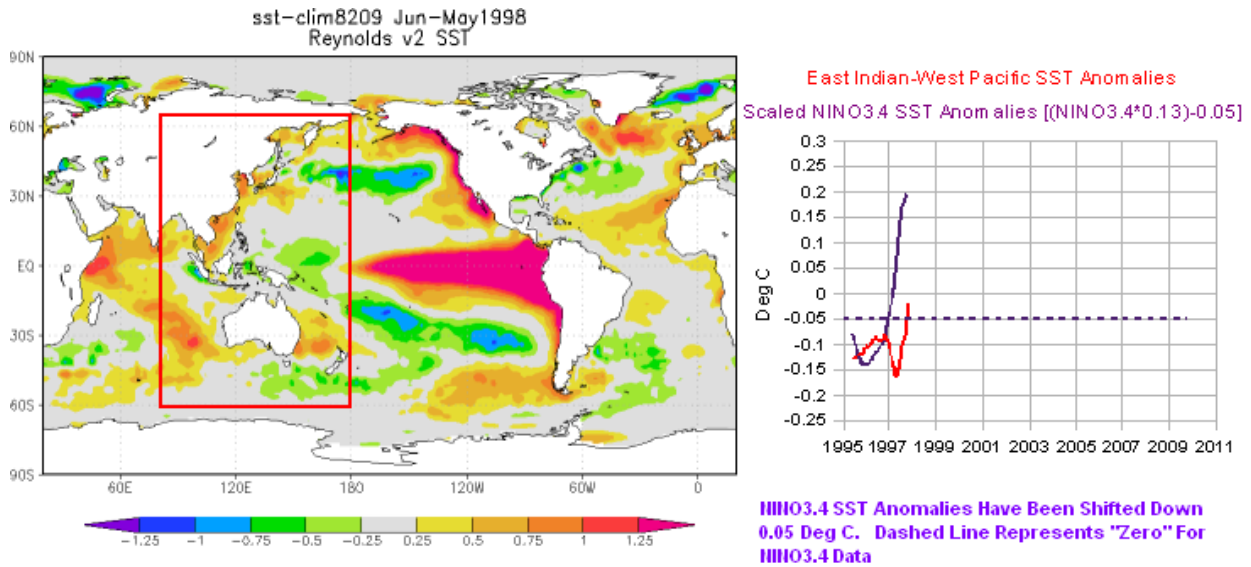 sst-clim8209 Jun-May1998
Reynolds v2 SST
90N
60N
30N
EQ
30S
60S
90S
60E
120E
180
120W
60W
0
-1.25
-1
-0.75
-0.5
-0.25
0.25
0.5
0.75
1
1.25
East Indian-West Pacific SST Anomalies
Scaled NINO3.4 SST Anomalies [(NINO3.4*0.13)-0.05]
Deg C
0.3
0.25
0.2
0.15
0.1
0.05
0
-0.05
-0.1
-0.15
-0.2
-0.25
1995 1997 1999 2001 2003 2005 2007 2009 2011
NINO3.4 SST Anomalies Have Been Shifted Down
0.05 Deg C. Dashed Line Represents "Zero" For
NINO3.4 Data